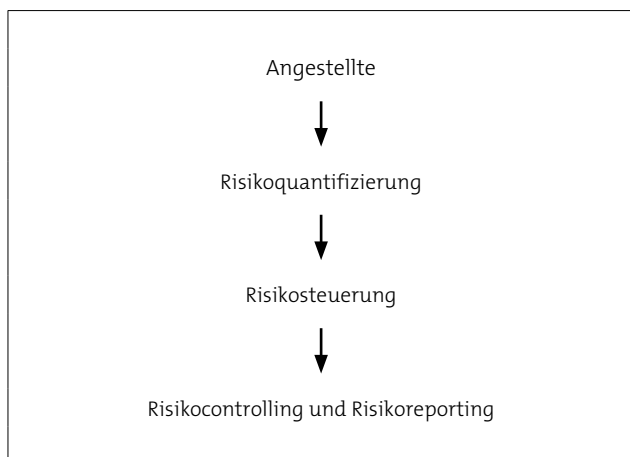 Angestellte
Risikoquantifizierung
Risikosteuerung
Risikocontrolling und Risikoreporting